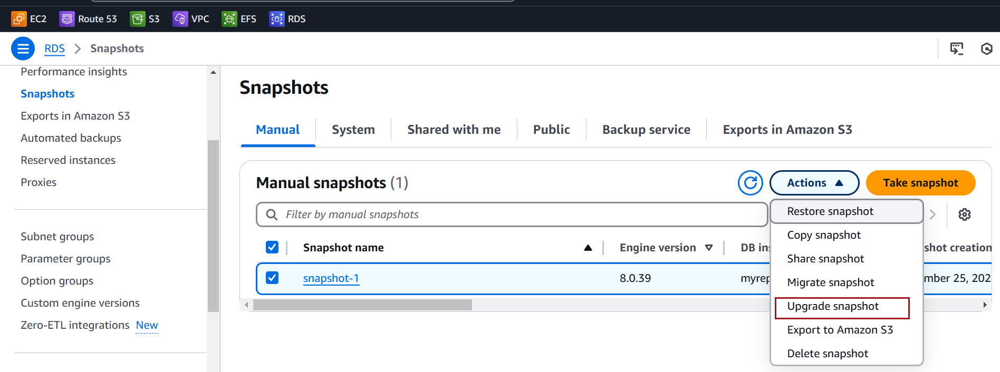 EC2 Route 53 S3 VPC EFS RDS
RDS Snapshots
Performance insights
Snapshots
Exports in Amazon S3
Automated backups
Reserved instances
Proxies
Subnet groups
Parameter groups
Option groups
Custom engine versions
Zero-ETL integrations New
Snapshots
Manual System Shared with me Public Backup service Exports in Amazon S3
Manual snapshots (1)
Actions Take snapshot
Filter by manual snapshots
Snapshot name Engine version DB ins shot creation
snapshot-1 8.0.39 myrep mber 25, 202
Restore snapshot
Copy snapshot
Share snapshot
Migrate snapshot
Upgrade snapshot
Export to Amazon S3
Delete snapshot